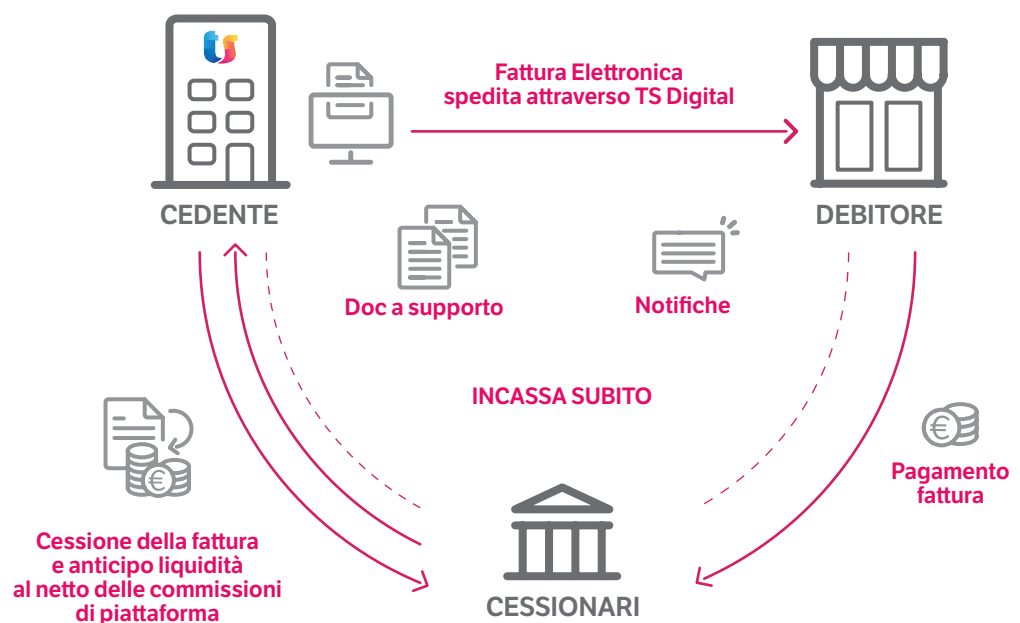 ts
Fattura Elettronica
spedita attraverso TS Digital
CEDENTE
DEBITORE
Doc a supporto
Notifiche
INCASSA SUBITO
€
Pagamento
fattura
€
Cessione della fattura
e anticipo liquidità
al netto delle commissioni
di piattaforma
CESSIONARI